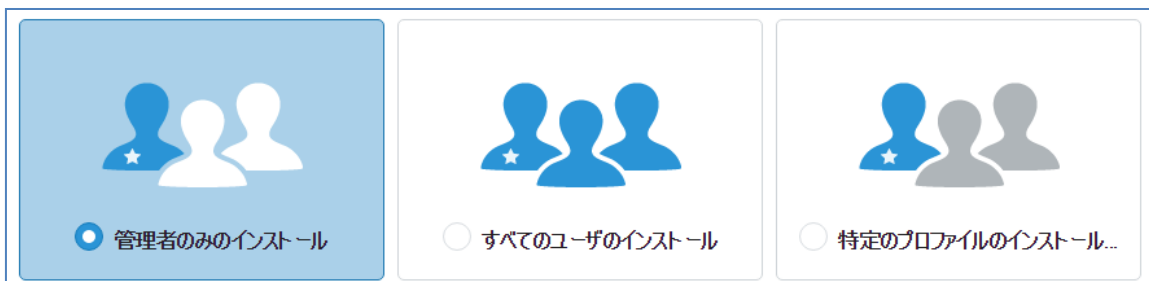 管理者のみのインストール
すべてのユーザのインストール
特定のプロファイルのインストール...